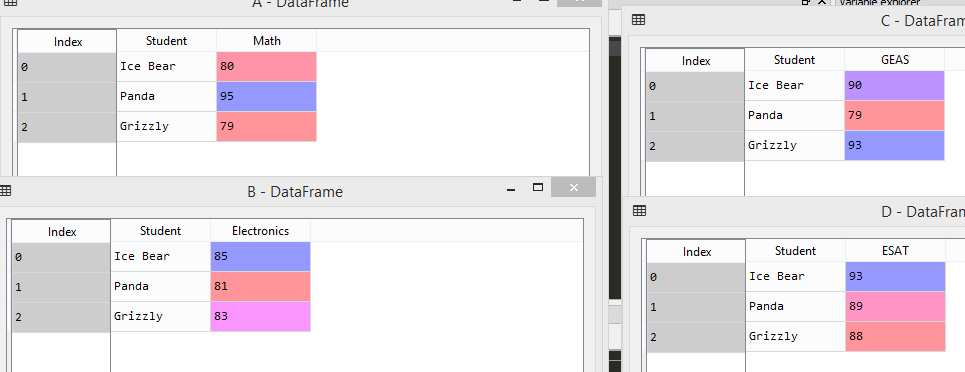 A - DataFrame
Index Student Math
0 Ice Bear 80
1 Panda 95
2 Grizzly 79
B - DataFrame
Index Student Electronics
0 Ice Bear 85
1 Panda 81
2 Grizzly 83
Variable explorer
C - DataFram
Index Student GEAS
0 Ice Bear 90
1 Panda 79
2 Grizzly 93
D - DataFram
Index Student ESAT
0 Ice Bear 93
1 Panda 89
2 Grizzly 88